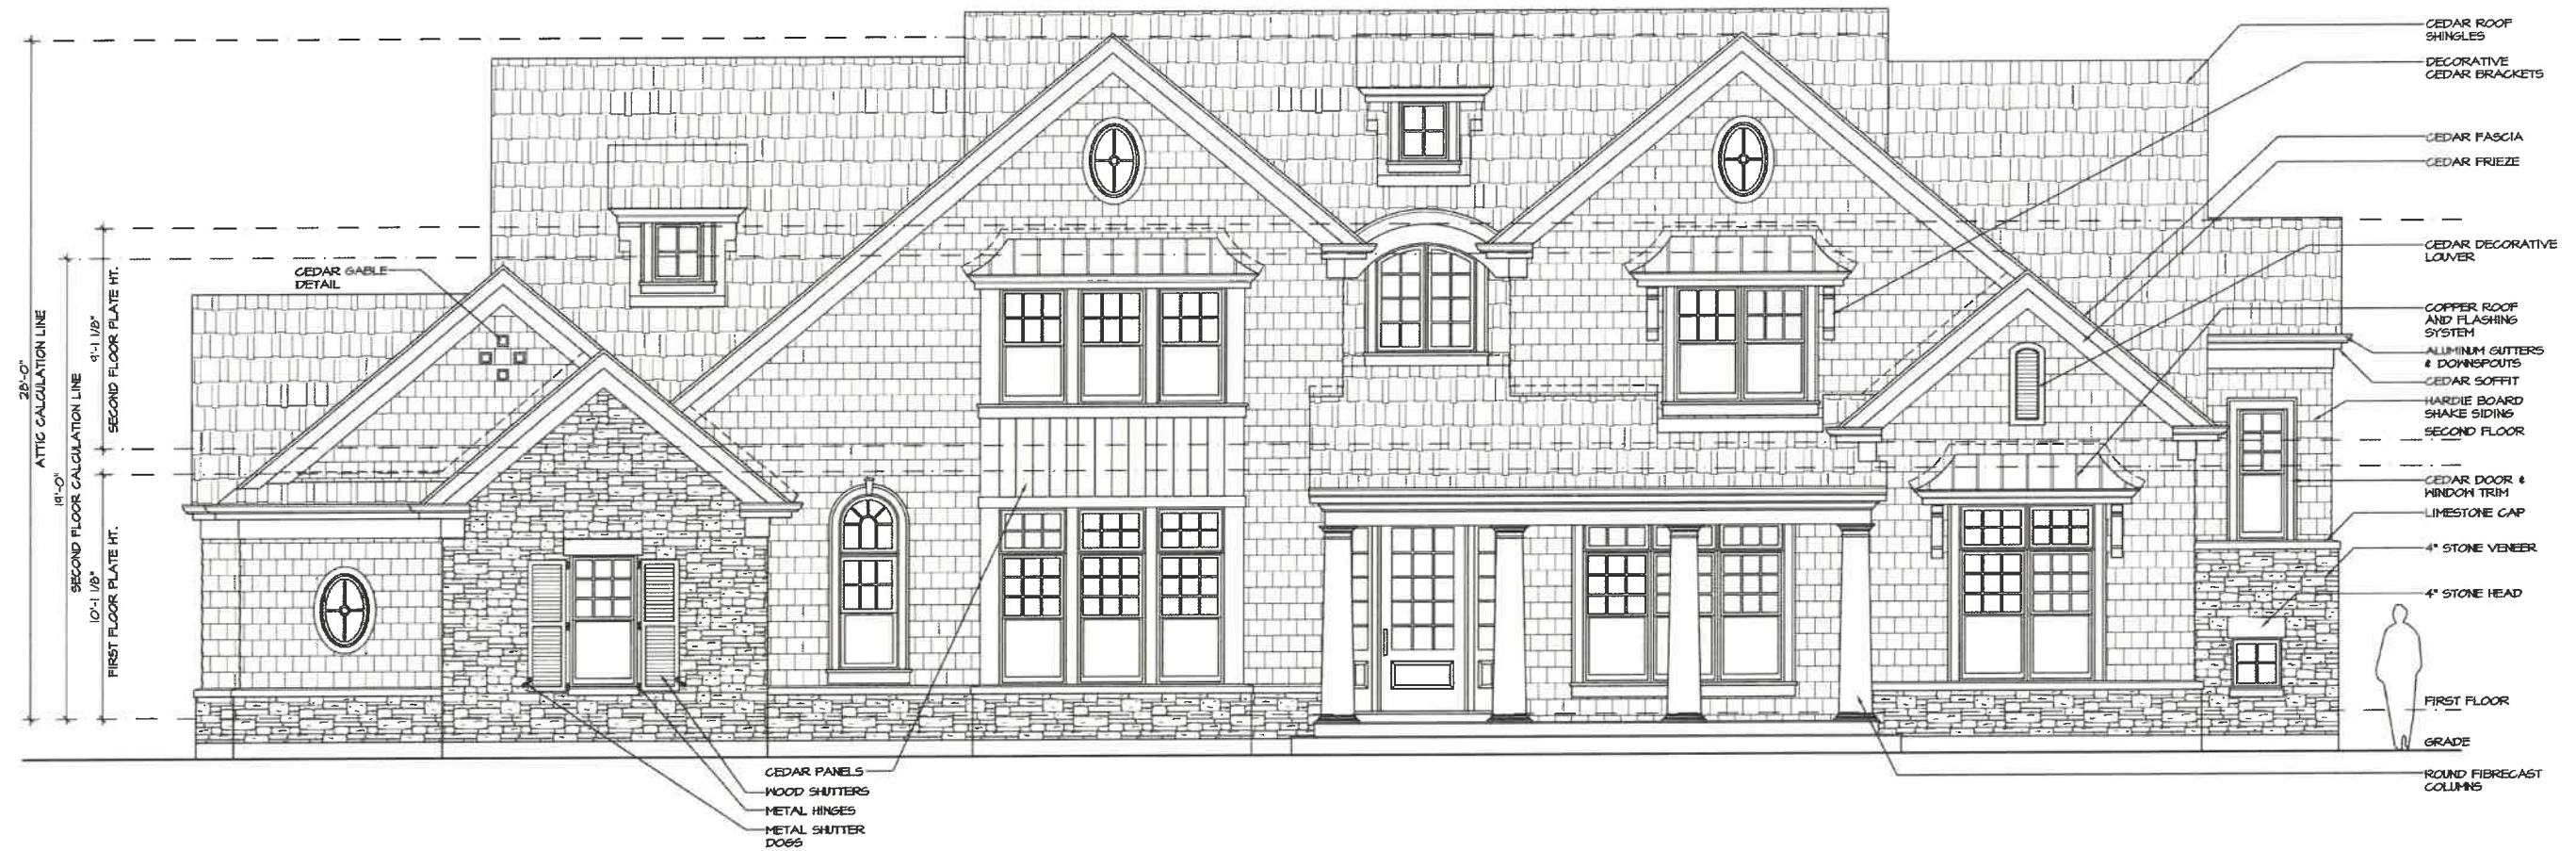 28'-0"
ATTIC CALCULATION LINE
19'-0"
SECOND FLOOR CALCULATION LINE
9'-1 1/8"
SECOND FLOOR PLATE HT.
10'-1 1/8"
FIRST FLOOR PLATE HT.
CEDAR GABLE
DETAIL
CEDAR PANELS
WOOD SHUTTERS
METAL HINGES
METAL SHUTTER
DOGS
CEDAR ROOF
SHINGLES
DECORATIVE
CEDAR BRACKETS
CEDAR FASCIA
CEDAR FRIEZE
CEDAR DECORATIVE
LOUVER
COPPER ROOF
AND FLASHING
SYSTEM
ALUMINUM GUTTERS
& DOWNSPOUTS
CEDAR SOFFIT
HARDIE BOARD
SHAKE SIDING
SECOND FLOOR
CEDAR DOOR &
WINDOW TRIM
LIMESTONE CAP
4" STONE VENEER
4" STONE HEAD
FIRST FLOOR
GRADE
ROUND FIBRECAST
COLUMNS